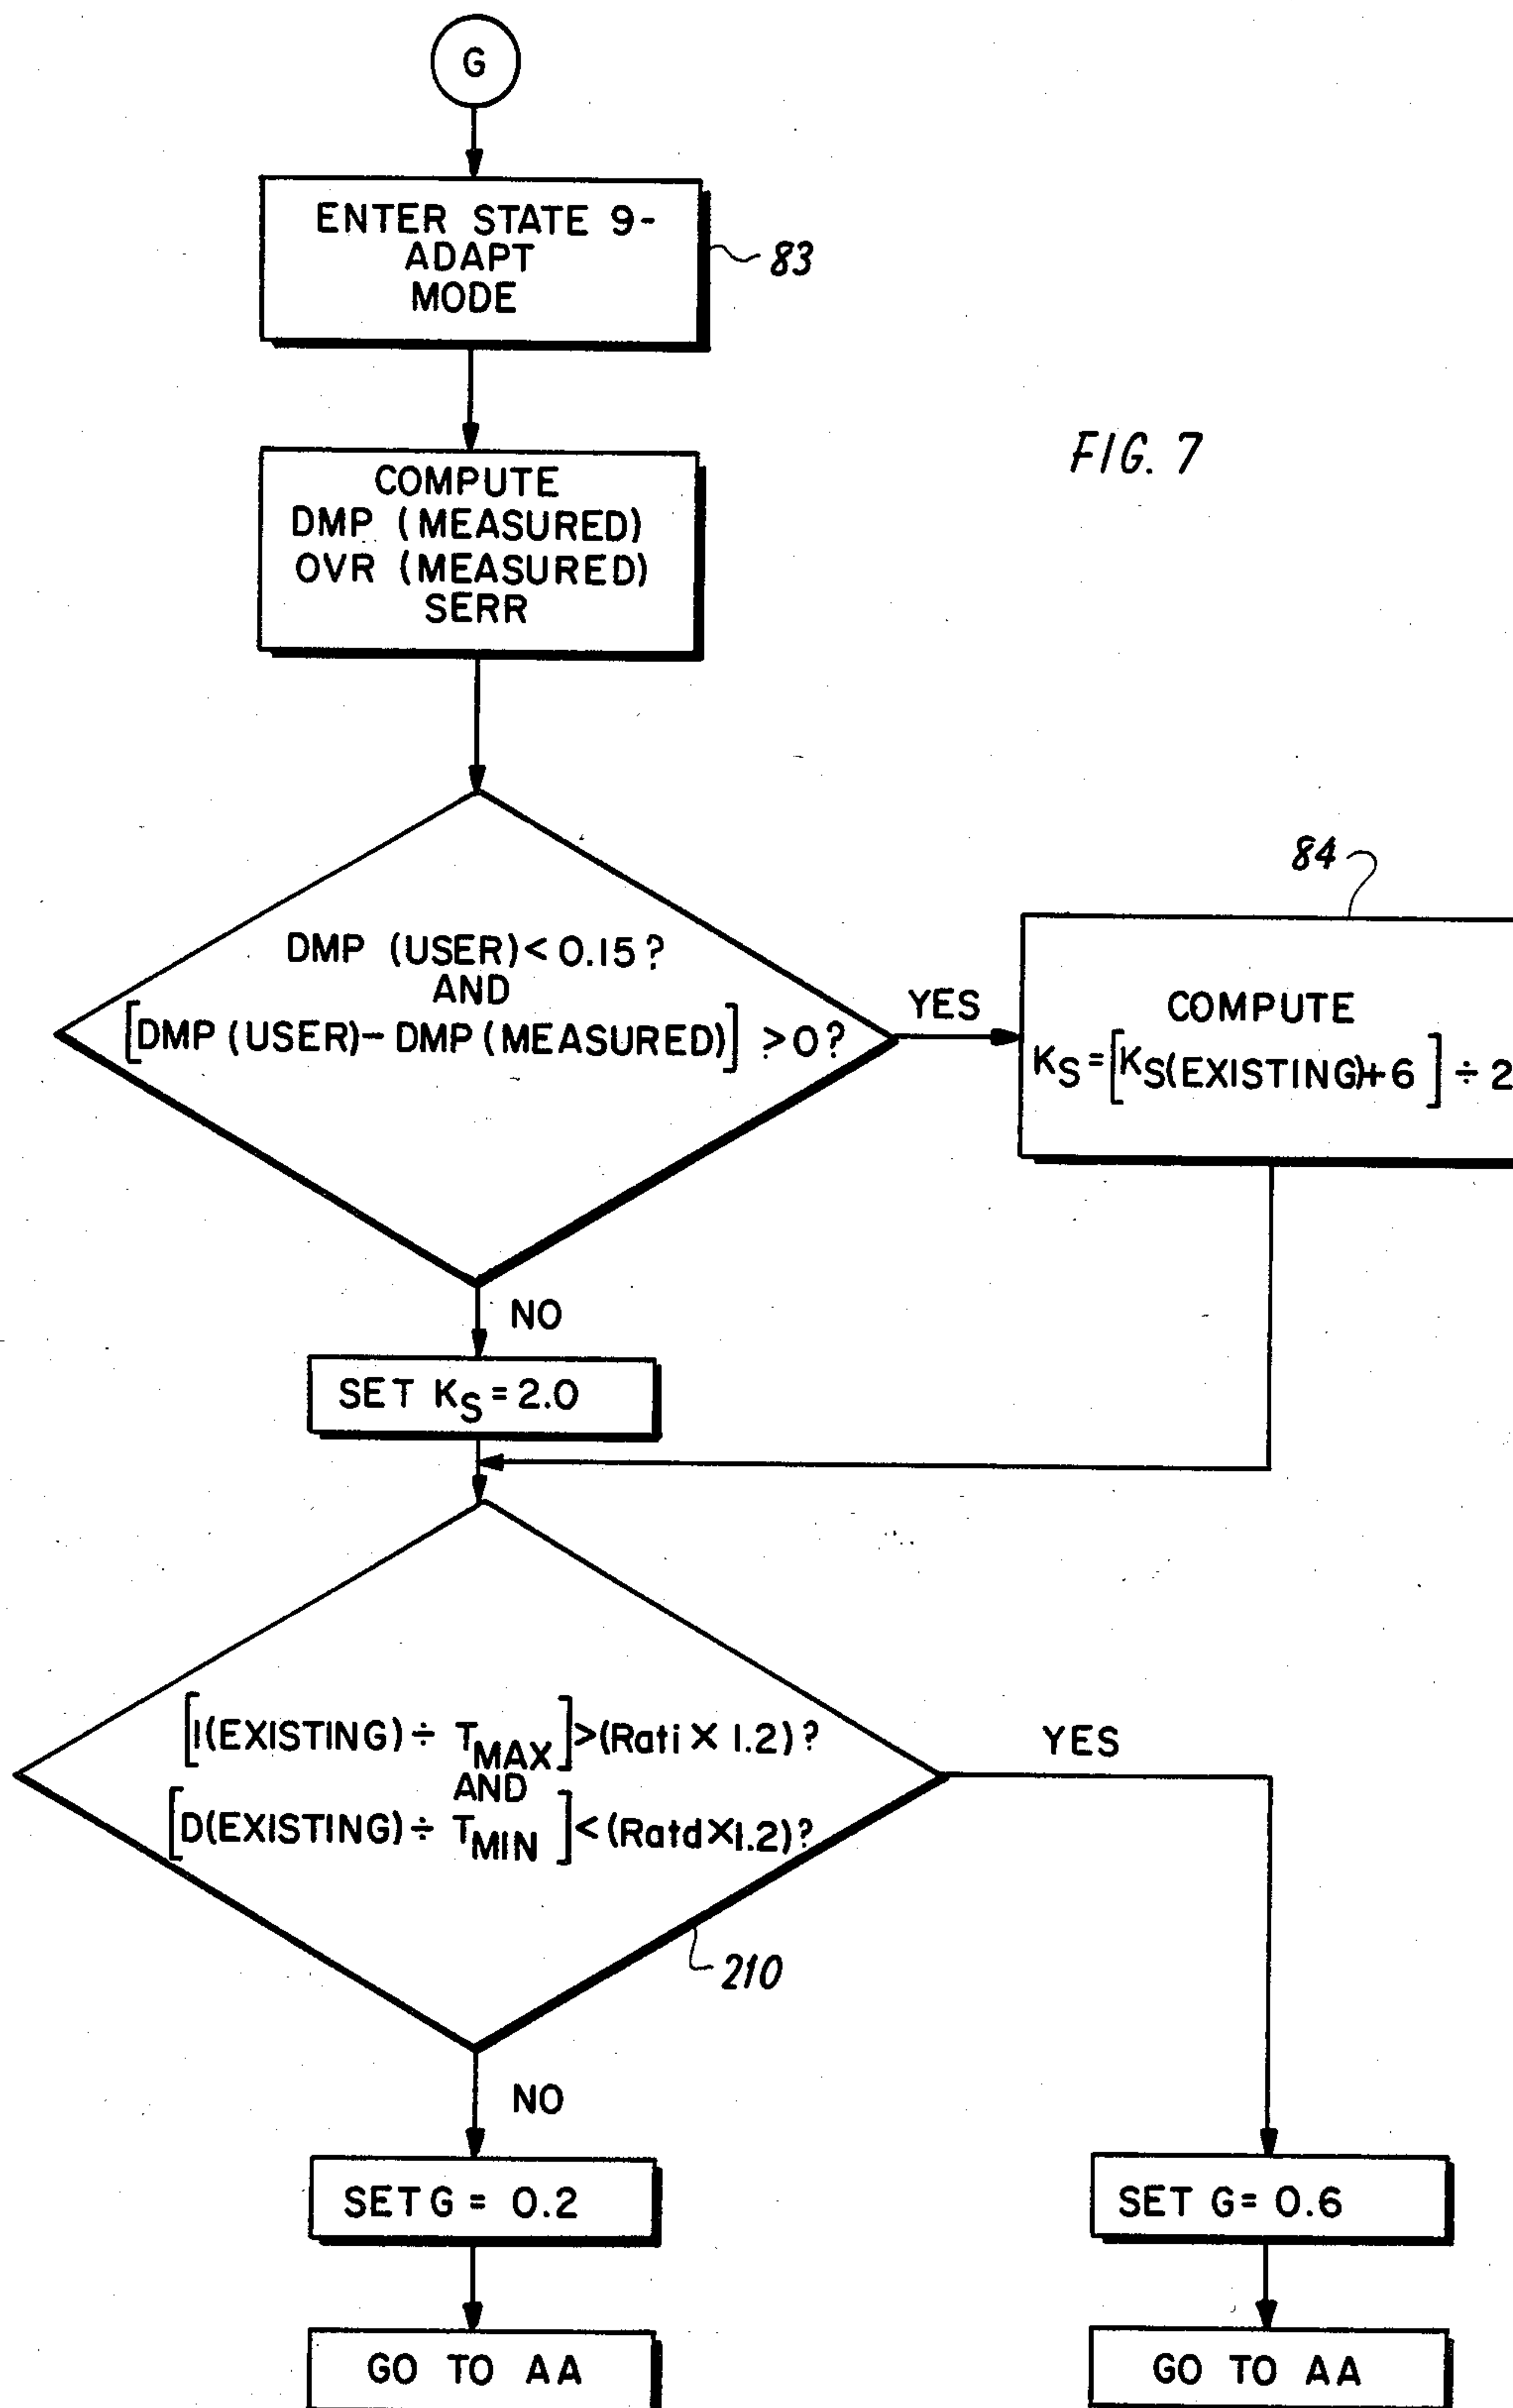 G
ENTER STATE 9-
ADAPT
MODE
83
FIG. 7
COMPUTE
DMP (MEASURED)
OVR (MEASURED)
SERR
DMP (USER)< 0.15?
AND
[DMP (USER)- DMP (MEASURED)] >0?
YES
84
COMPUTE
KS=[KS(EXISTING)+6 ] ÷ 2
NO
SET KS = 2.0
[I(EXISTING) ÷ TMAX]>(Rati X 1.2)?
AND
[D(EXISTING) ÷ TMIN ]< (Ratd X1.2)?
YES
210
NO
SET G = 0.2
SET G= 0.6
GO TO AA
GO TO AA